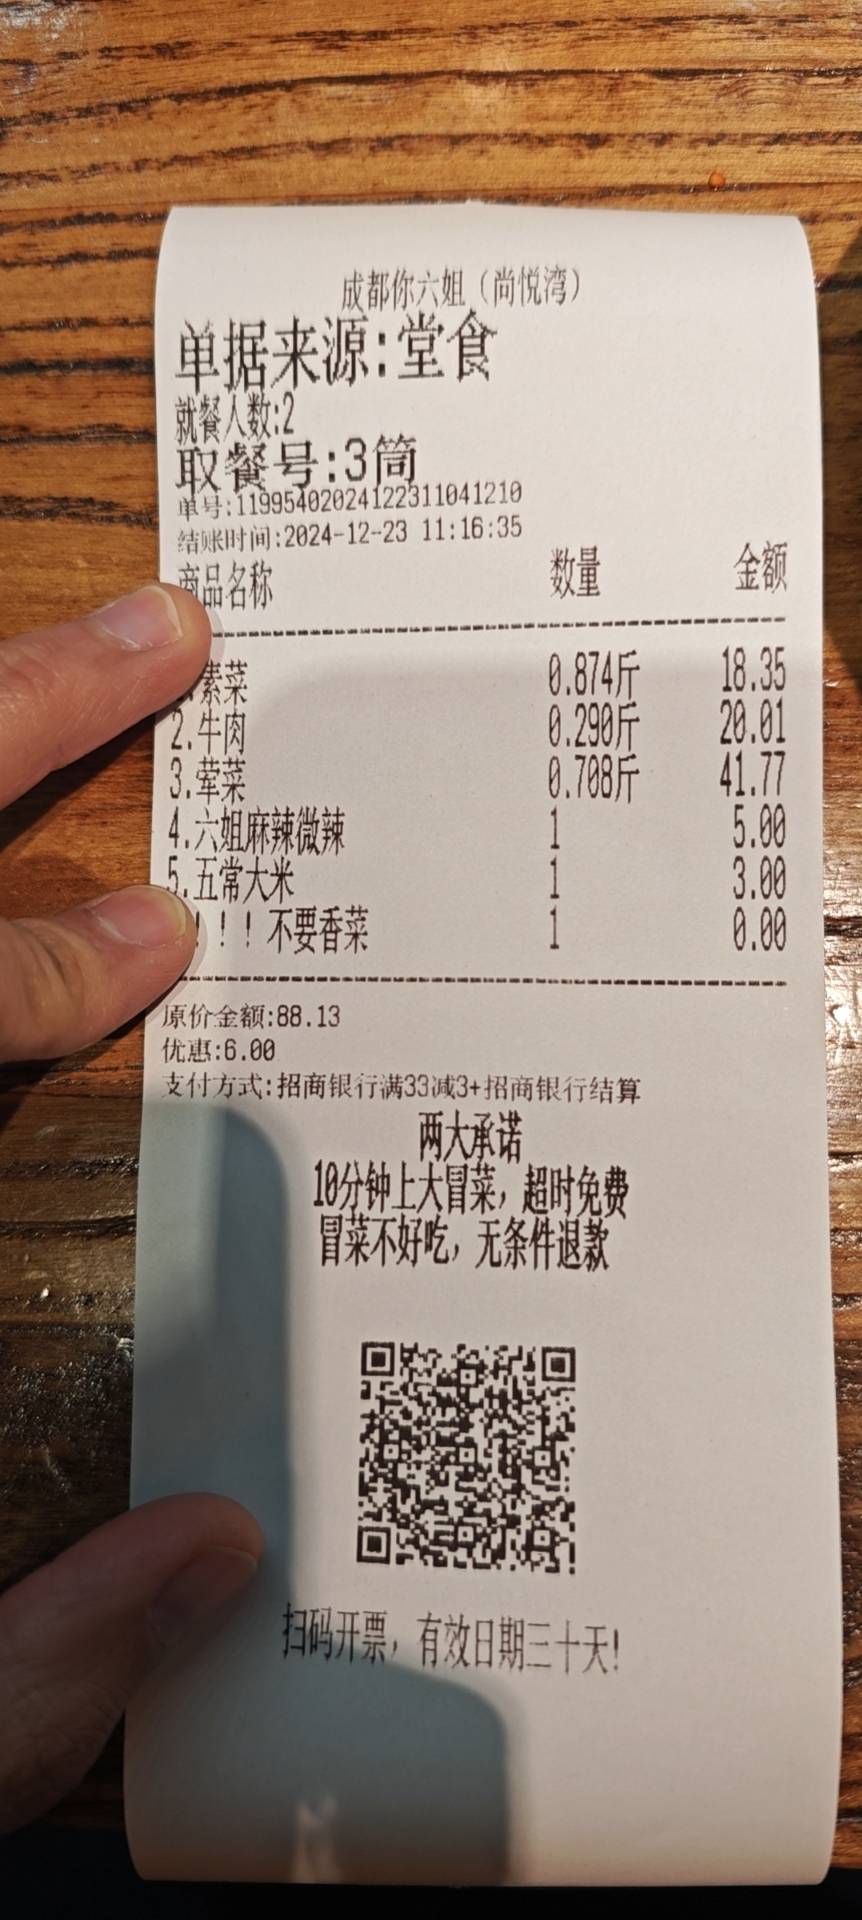 成都你六姐（尚悦湾）
单据来源:堂食
就餐人数:2
取餐号:3筒
单号:11995402024122311041210
结账时间:2024-12-23 11:16:35
商品名称 数量 金额
.素菜 0.874斤 18.35
2.牛肉 0.290斤 20.01
3.荤菜 0.708斤 41.77
4.六姐麻辣微辣 1 5.00
5.五常大米 1 3.00
！！！不要香菜 1 0.00
原价金额:88.13
优惠:6.00
支付方式:招商银行满33减3+招商银行结算
两大承诺
10分钟上大冒菜，超时免费
冒菜不好吃，无条件退款
扫码开票，有效日期三十天!